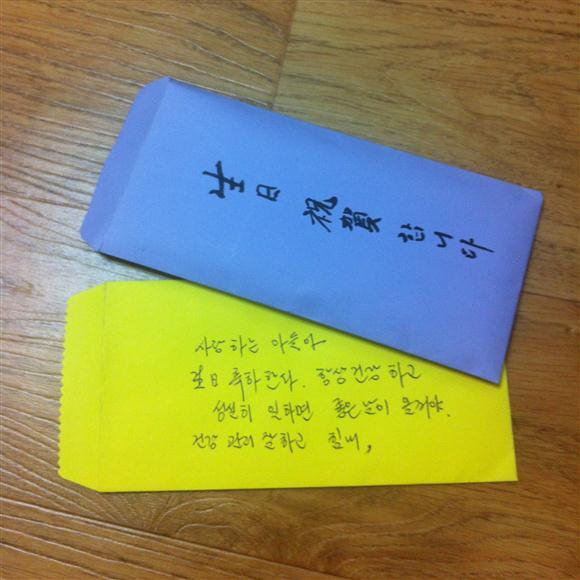 生日 祝賀 합니다
사랑하는 아들아
生日 축하 한다. 항상 건강 하고
성실히 일하면 좋은 날이 올꺼야.
건강 관리 잘하고 힘내,